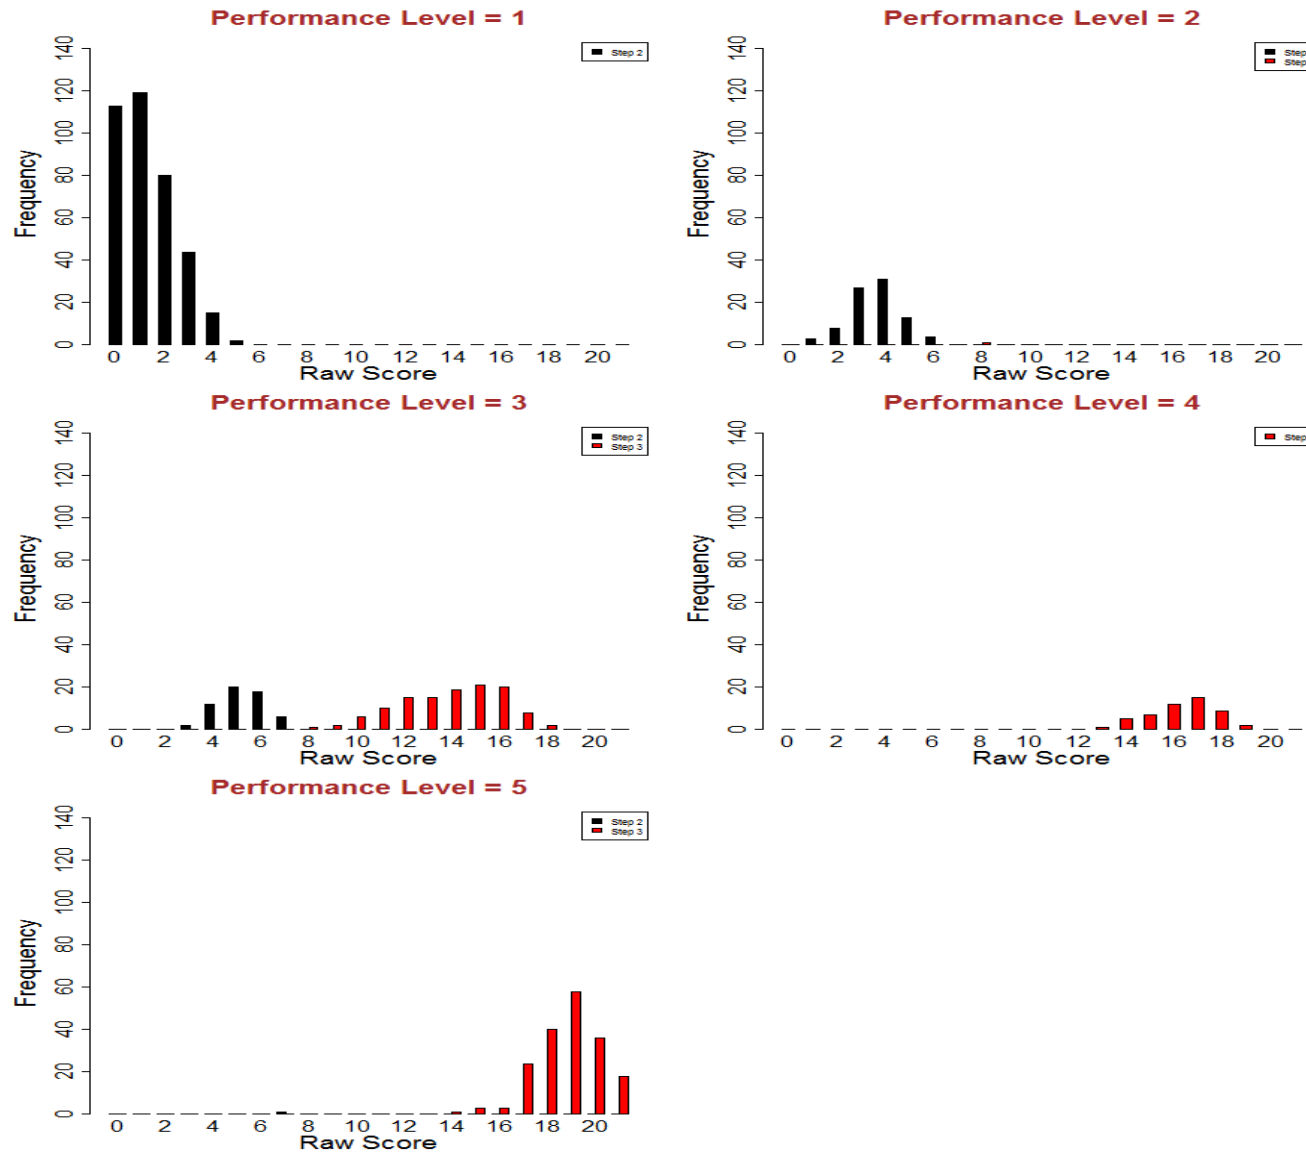 Performance Level = 1
Frequency
0 20 40 60 80 100 120 140
Step 2
0 2 4 6 8 10 12 14 16 18 20
Raw Score
Performance Level = 2
Frequency
0 20 40 60 80 100 120 140
Step
Step
0 2 4 6 8 10 12 14 16 18 20
Raw Score
Performance Level = 3
Frequency
0 20 40 60 80 100 120 140
Step 2
Step 3
0 2 4 6 8 10 12 14 16 18 20
Raw Score
Performance Level = 4
Frequency
0 20 40 60 80 100 120 140
Step
0 2 4 6 8 10 12 14 16 18 20
Raw Score
Performance Level = 5
Frequency
0 20 40 60 80 100 120 140
Step 2
Step 3
0 2 4 6 8 10 12 14 16 18 20
Raw Score